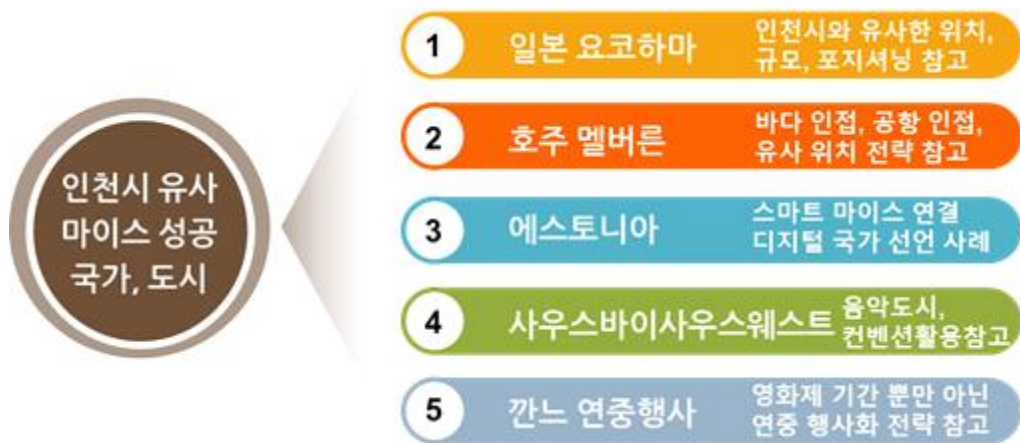 인천시 유사
마이스 성공
국가, 도시
1
일본 요코하마
인천시와 유사한 위치,
규모, 포지셔닝 참고
2
호주 멜버른
바다 인접, 공항 인접,
유사 위치 전략 참고
3
에스토니아
스마트 마이스 연결
디지털 국가 선언 사례
4
사우스바이사우스웨스트
음악도시,
컨벤션활용참고
5
깐느 연중행사
영화제 기간 뿐만 아닌
연중 행사화 전략 참고